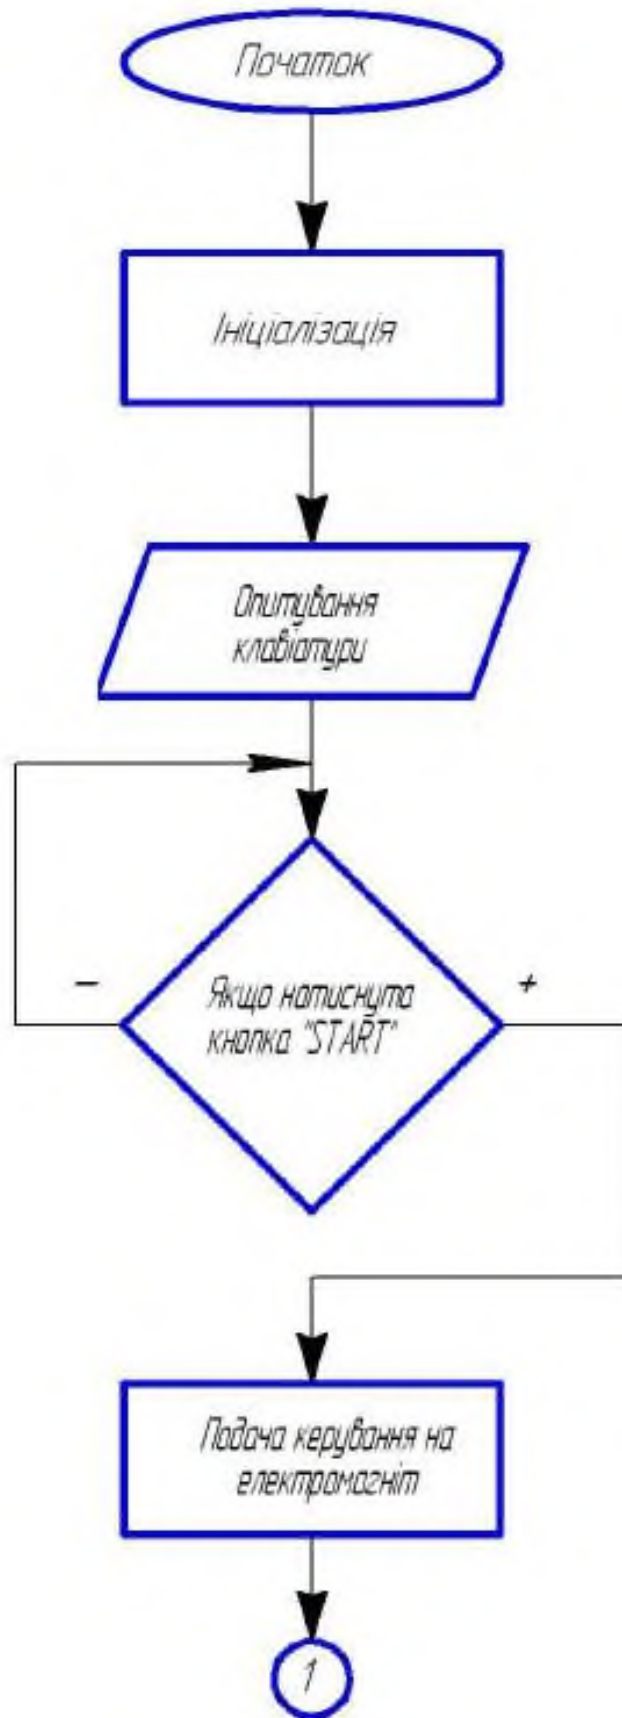 Початок
Ініціалізація
Опитування
клавіатури
−
+
Якщо натиснута
кнопка "START"
Подача керування на
електромагніт
1